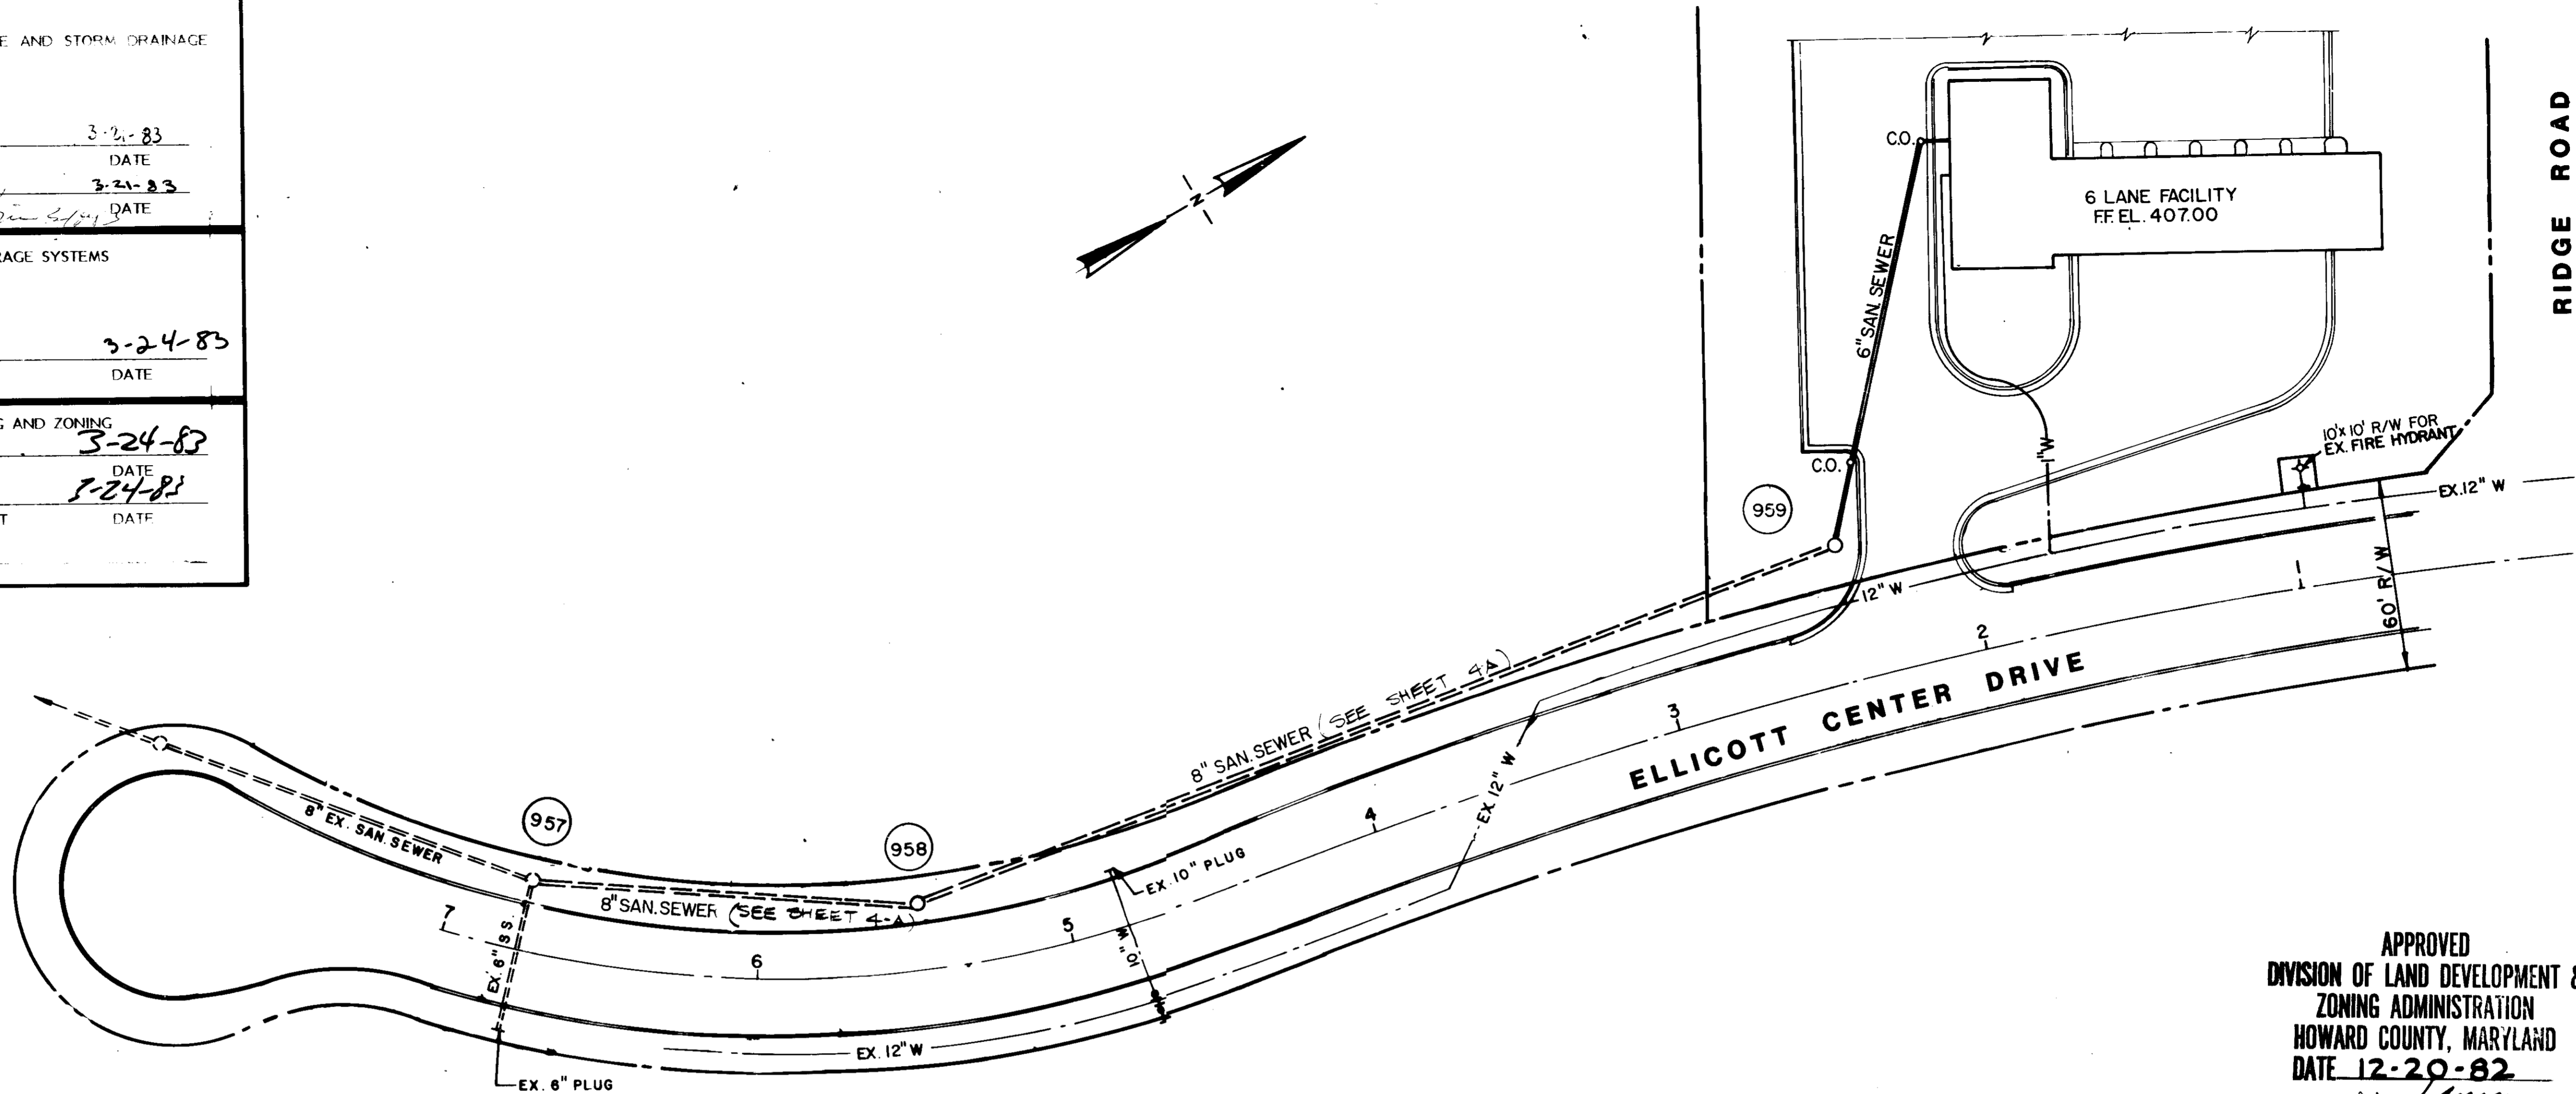 E AND STORM DRAINAGE
83
DATE
3-21-83
DATE
RAGE SYSTEMS
3-24-83
DATE
G AND ZONING
3-24-83
DATE
3-24-83
T DATE
N
C.O.
6 LANE FACILITY
F.F. EL. 407.00
RIDGE ROAD
6" SAN. SEWER
1" W
10'x10' R/W FOR
EX. FIRE HYDRANT
C.O.
EX. 12" W
959
12" W
60' R/W
1
2
3
4
5
6
7
ELLICOTT CENTER DRIVE
8" SAN. SEWER (SEE SHEET 4A)
EX. 12" W
957
958
8" EX. SAN. SEWER
8" SAN. SEWER (SEE SHEET 4-A)
EX. 10" PLUG
10" W
EX. 6" S.S.
EX. 12" W
EX. 6" PLUG
APPROVED
DIVISION OF LAND DEVELOPMENT &
ZONING ADMINISTRATION
HOWARD COUNTY, MARYLAND
DATE 12-20-82